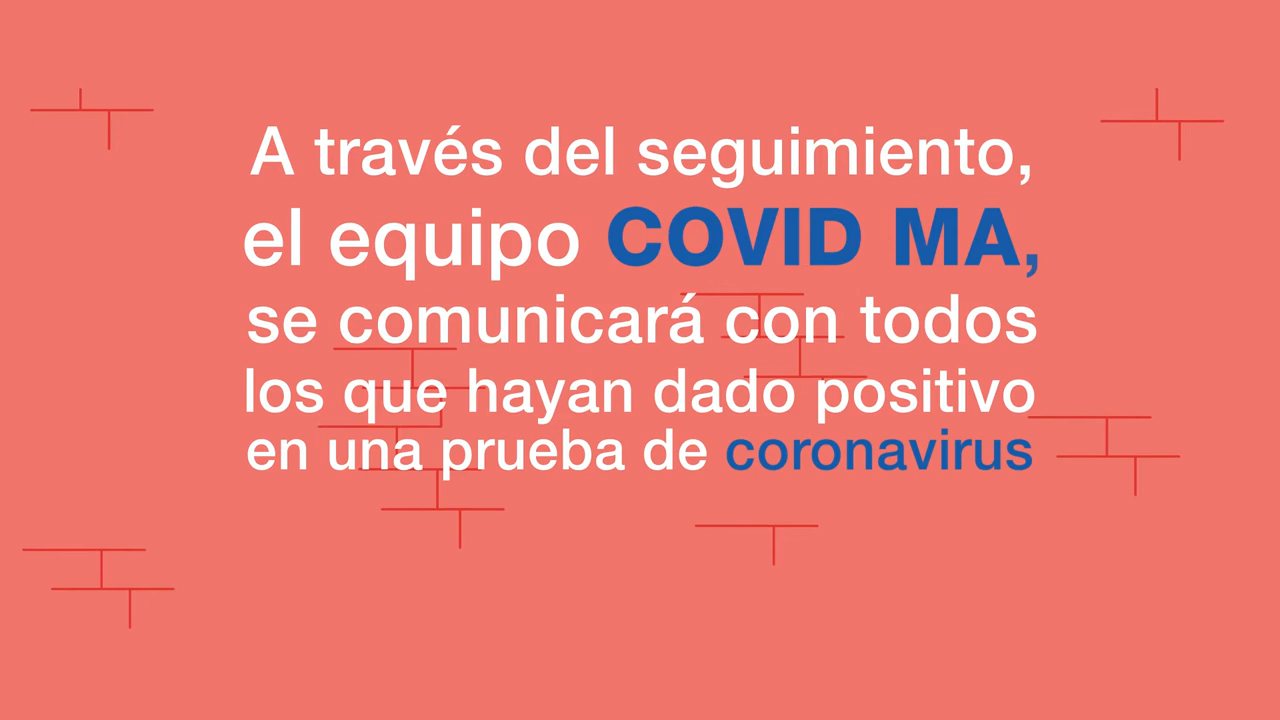 A través del seguimiento,
el equipo COVID MA,
se comunicará con todos
los que hayan dado positivo
en una prueba de coronavirus